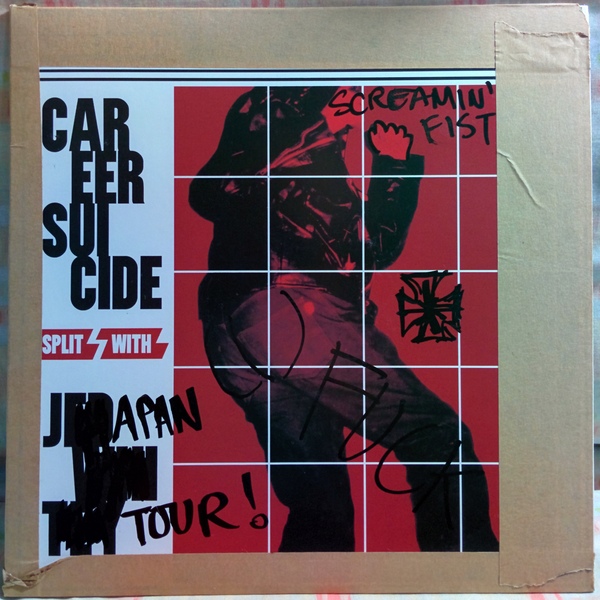 CAR
EER
SUI
CIDE
SPLIT WITH
JAPAN
TOUR!
SCREAMIN'
FIST
FUCK